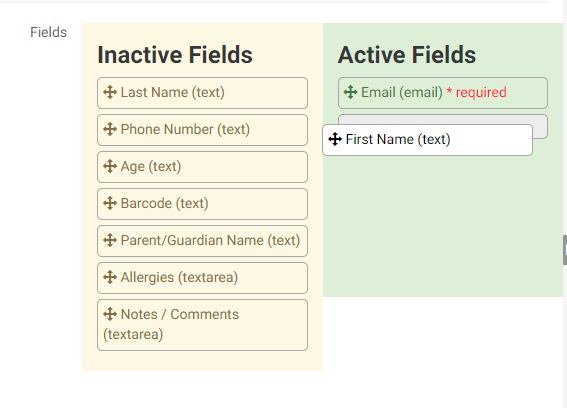 Fields
Inactive Fields
Last Name (text)
Phone Number (text)
Age (text)
Barcode (text)
Parent/Guardian Name (text)
Allergies (textarea)
Notes / Comments
(textarea)
Active Fields
Email (email) * required
First Name (text)